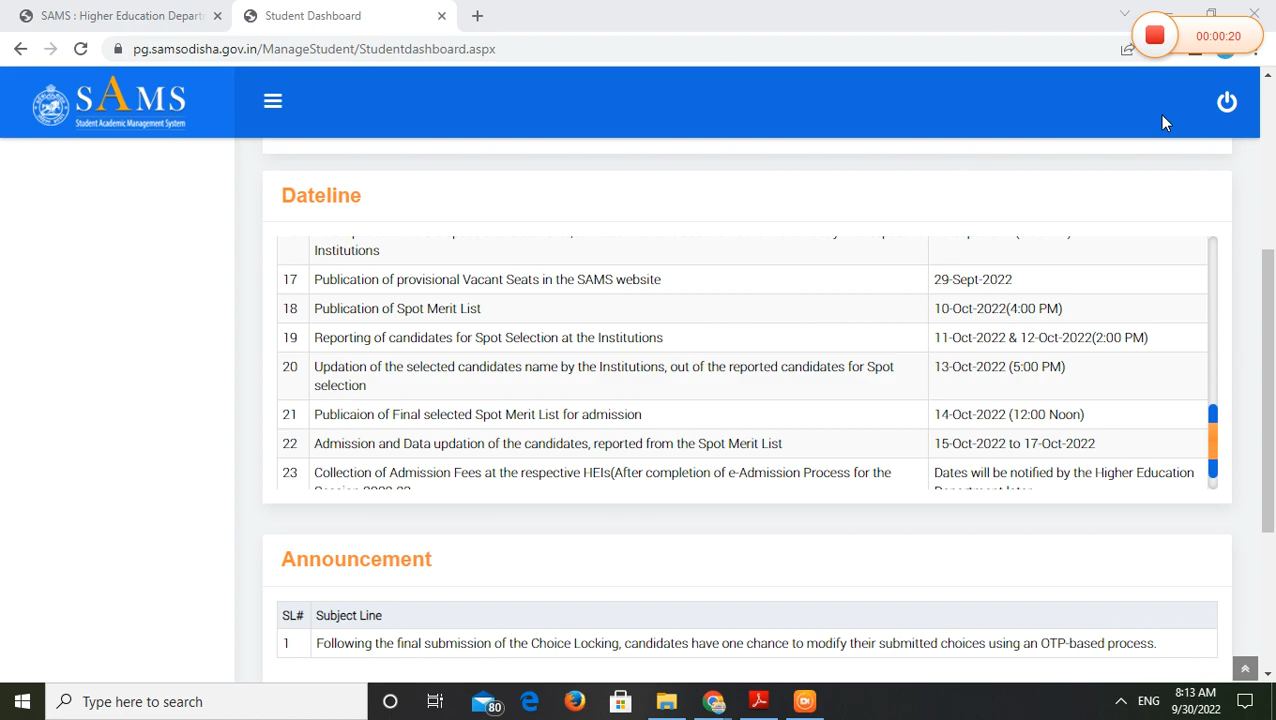 SAMS : Higher Education Depart
Student Dashboard
00:00:20
pg.samsodisha.gov.in/ManageStudent/Studentdashboard.aspx
SAMS
Student Academic Management System
Dateline
Institutions
17 Publication of provisional Vacant Seats in the SAMS website 29-Sept-2022
18 Publication of Spot Merit List 10-Oct-2022(4:00 PM)
19 Reporting of candidates for Spot Selection at the Institutions 11-Oct-2022 & 12-Oct-2022(2:00 PM)
20 Updation of the selected candidates name by the Institutions, out of the reported candidates for Spot 13-Oct-2022 (5:00 PM)
selection
21 Publicaion of Final selected Spot Merit List for admission 14-Oct-2022 (12:00 Noon)
22 Admission and Data updation of the candidates, reported from the Spot Merit List 15-Oct-2022 to 17-Oct-2022
23 Collection of Admission Fees at the respective HEIs(After completion of e-Admission Process for the Dates will be notified by the Higher Education
Announcement
SL# Subject Line
1 Following the final submission of the Choice Locking, candidates have one chance to modify their submitted choices using an OTP-based process.
Type here to search
80
ENG
8:13 AM
9/30/2022